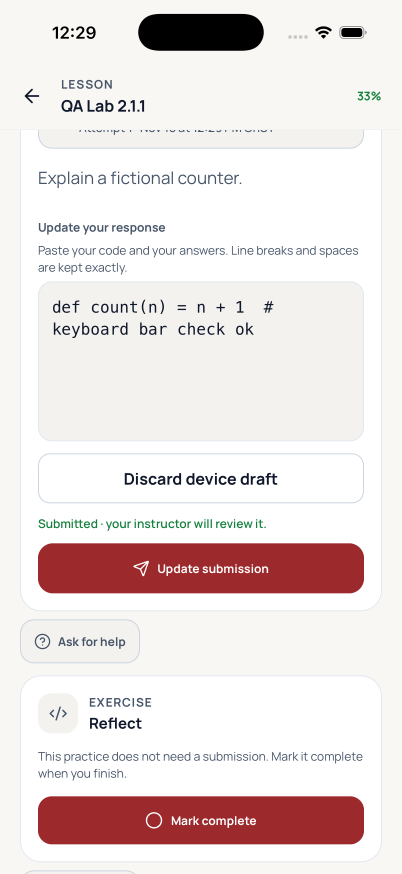 12:29
LESSON
QA Lab 2.1.1
33%
Explain a fictional counter.
Update your response
Paste your code and your answers. Line breaks and spaces
are kept exactly.
def count(n) = n + 1  #
keyboard bar check ok
Discard device draft
Submitted · your instructor will review it.
Update submission
Ask for help
EXERCISE
Reflect
This practice does not need a submission. Mark it complete
when you finish.
Mark complete